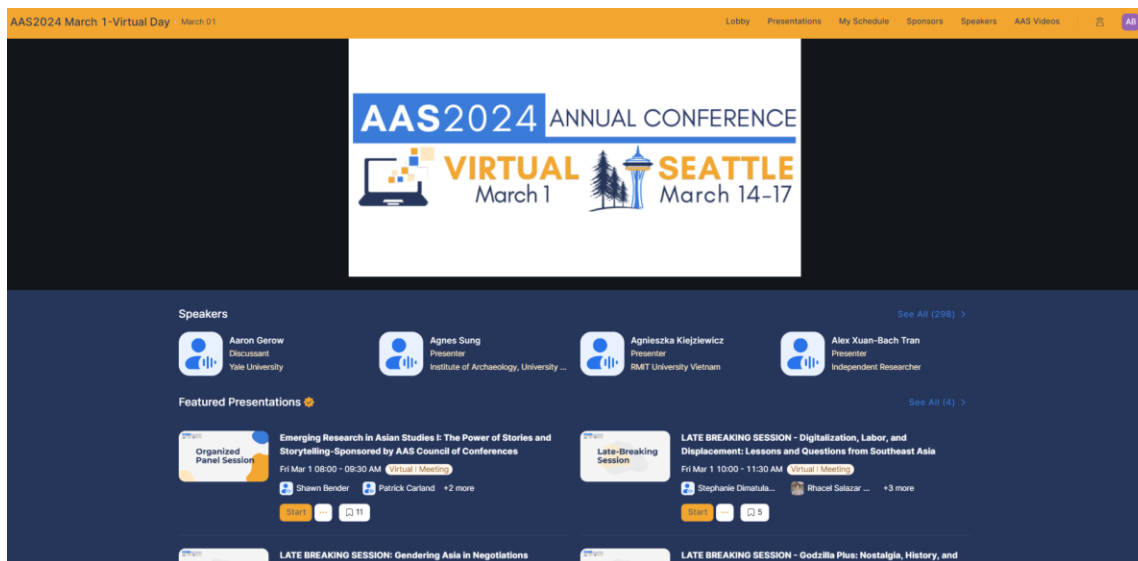 AAS2024 March 1-Virtual Day March 01
Lobby Presentations My Schedule Sponsors Speakers AAS Videos AB
AAS2024 ANNUAL CONFERENCE
VIRTUAL
March 1
SEATTLE
March 14-17
Speakers See All (298) >
Aaron Gerow
Discussant
Yale University
Agnes Sung
Presenter
Institute of Archaeology, University ...
Agnieszka Kiejziewicz
Presenter
RMIT University Vietnam
Alex Xuan-Bach Tran
Presenter
Independent Researcher
Featured Presentations See All (4) >
Organized
Panel Session
Emerging Research in Asian Studies I: The Power of Stories and
Storytelling-Sponsored by AAS Council of Conferences
Fri Mar 1 08:00 - 09:30 AM Virtual | Meeting
Shawn Bender Patrick Carland +2 more
Start ... 11
Late-Breaking
Session
LATE BREAKING SESSION - Digitalization, Labor, and
Displacement: Lessons and Questions from Southeast Asia
Fri Mar 1 10:00 - 11:30 AM Virtual | Meeting
Stephanie Dimatula... Rhacel Salazar ... +3 more
Start ... 5
LATE BREAKING SESSION: Gendering Asia in Negotiations
LATE BREAKING SESSION - Godzilla Plus: Nostalgia, History, and